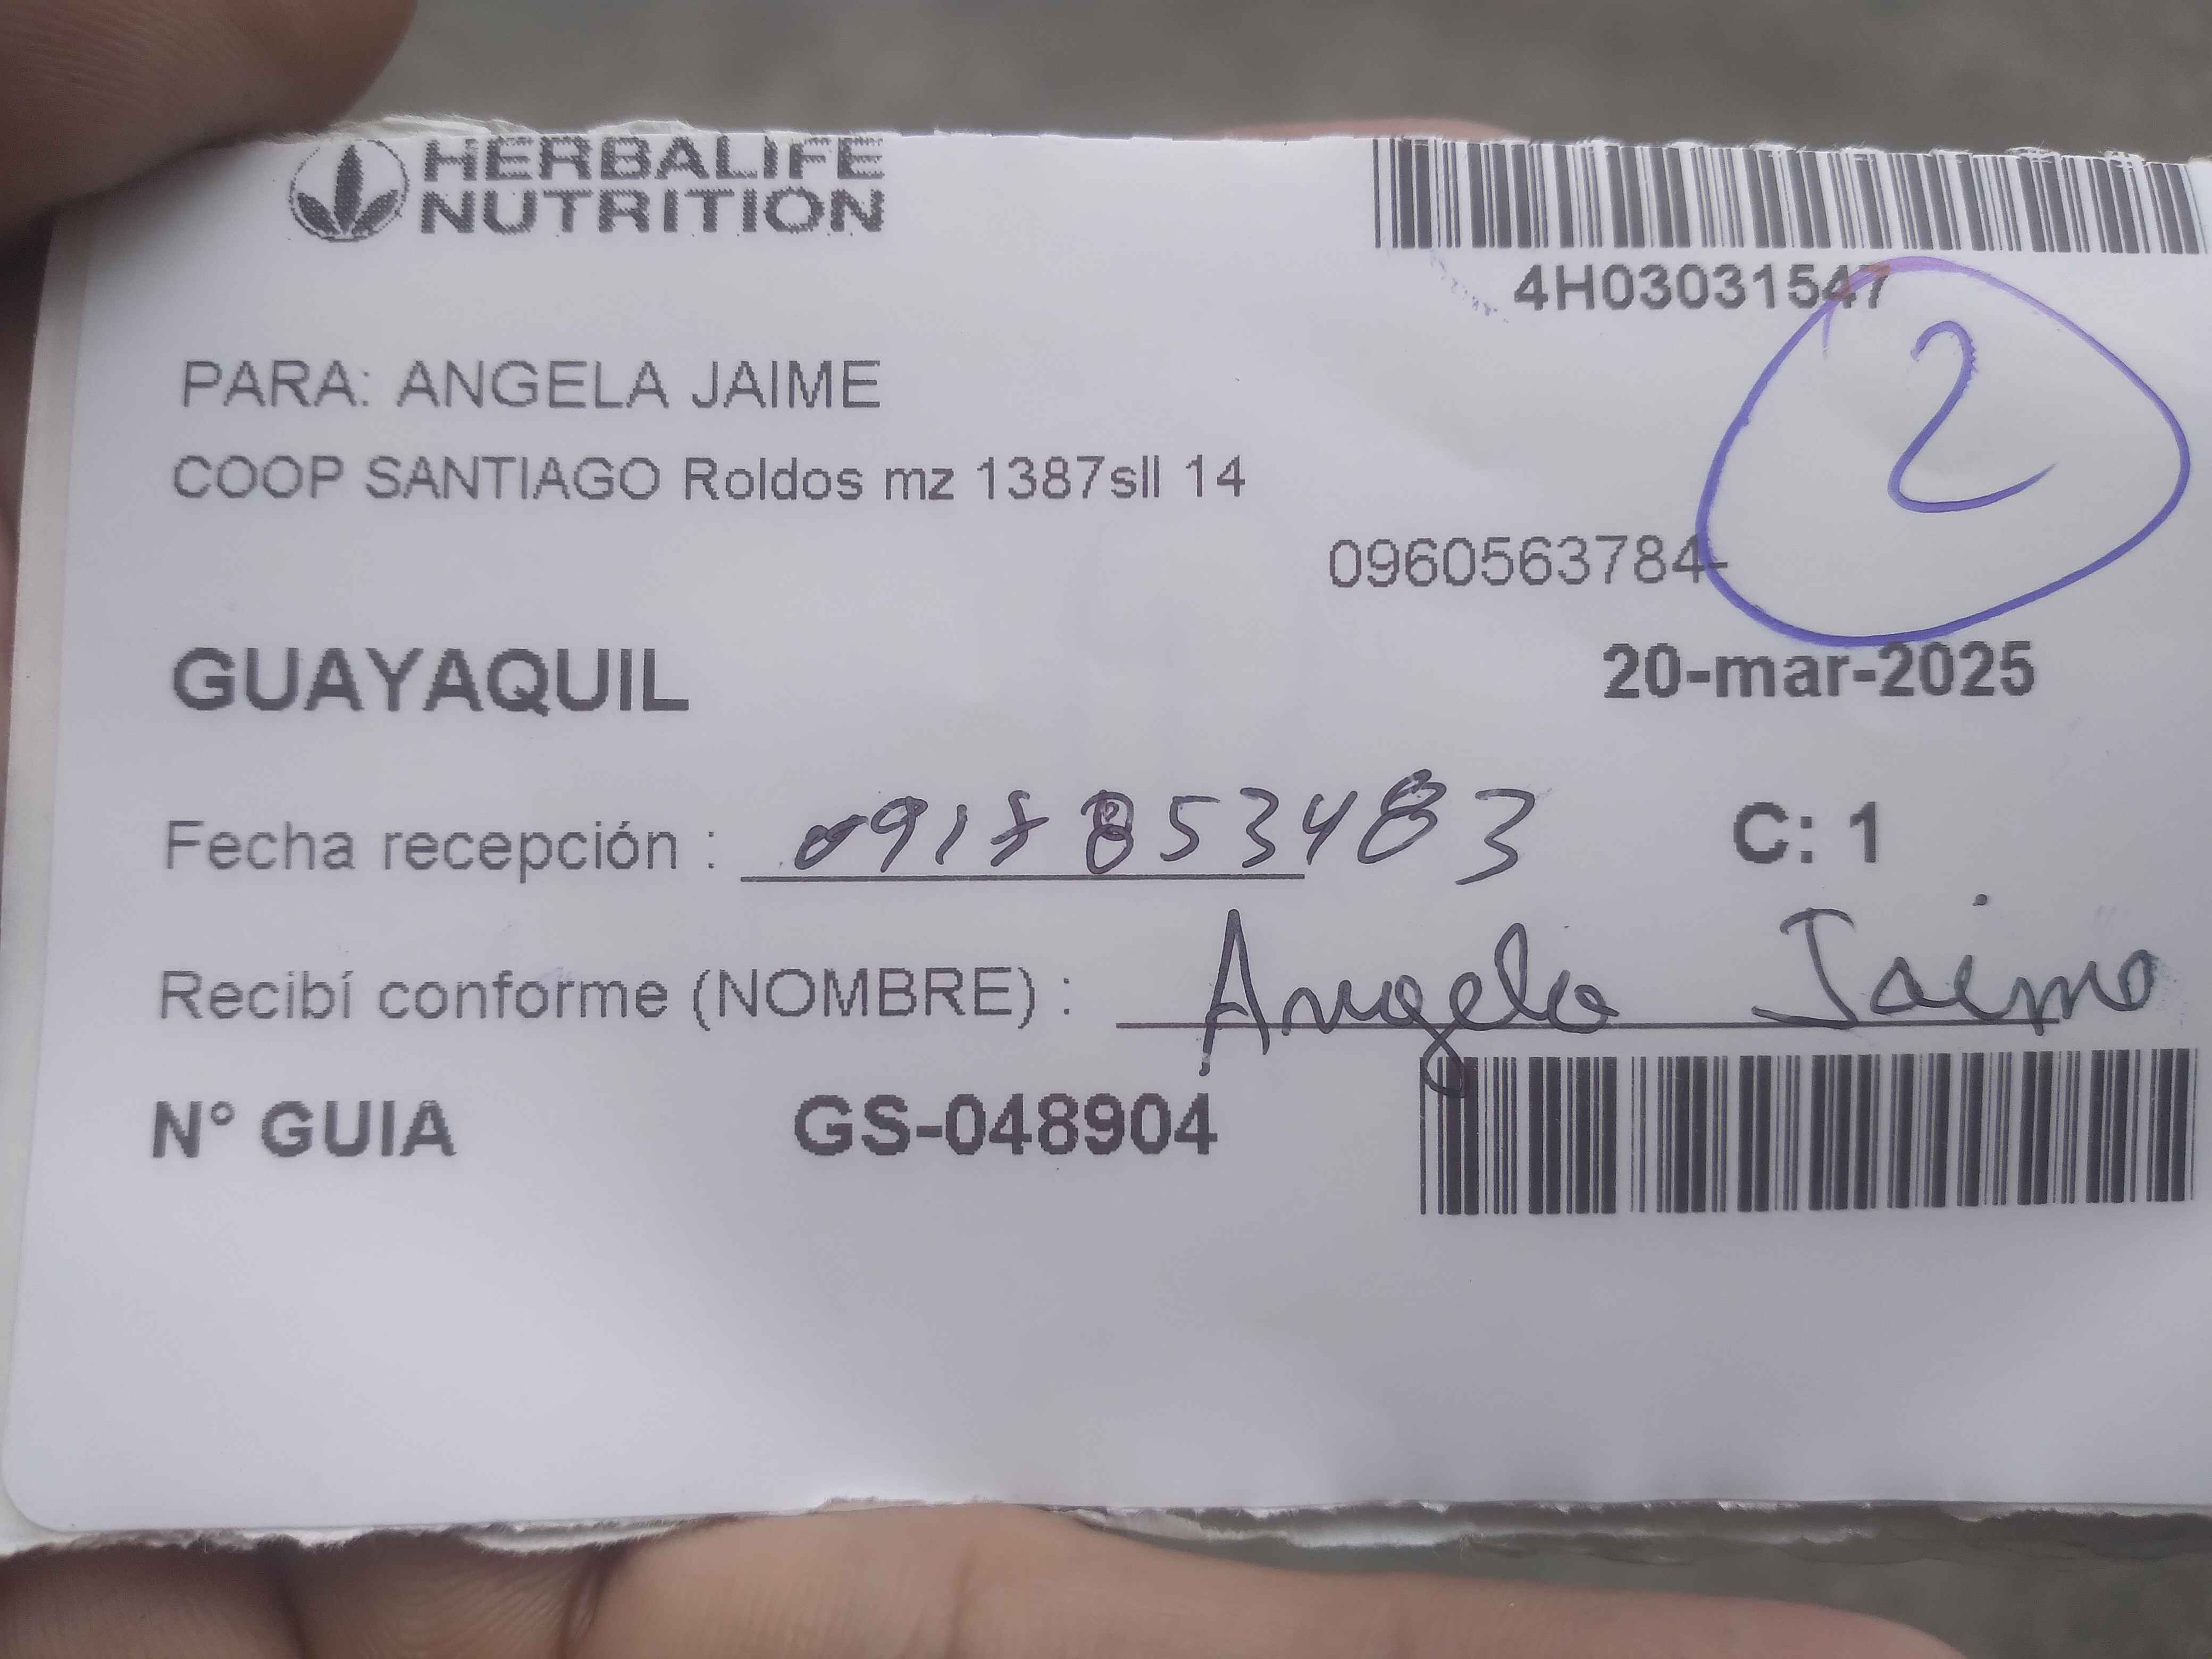 HERBALIFE
NUTRITION
4H03031547
2
PARA: ANGELA JAIME
COOP SANTIAGO Roldos mz 1387sll 14
0960563784
GUAYAQUIL
20-mar-2025
Fecha recepción : 0918853483
C: 1
Recibí conforme (NOMBRE) : Angela Jaime
N° GUIA GS-048904